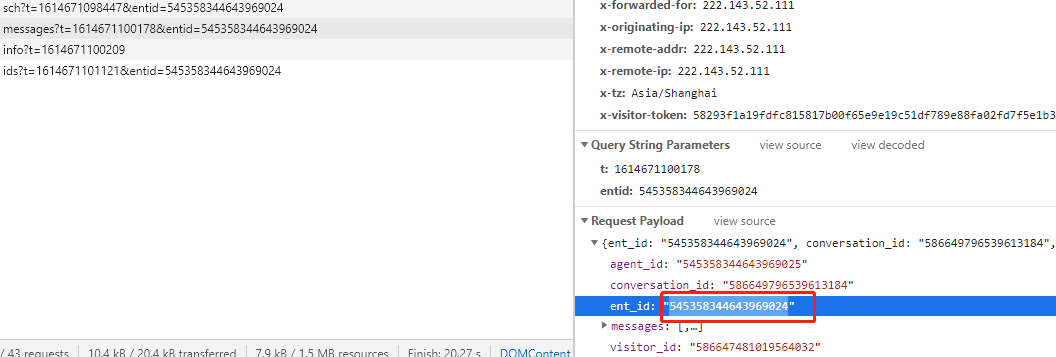 sch?t=1614671098447&entid=545358344643969024
messages?t=1614671100178&entid=545358344643969024
info?t=1614671100209
ids?t=1614671101121&entid=545358344643969024
/ 43 requests
10.4 kB / 20.4 kB transferred
7.9 kB / 1.5 MB resources
Finish: 20.27 s
DOMContent
x-forwarded-for: 222.143.52.111
x-originating-ip: 222.143.52.111
x-remote-addr: 222.143.52.111
x-remote-ip: 222.143.52.111
x-tz: Asia/Shanghai
x-visitor-token: 58293f1a19fdfc815817b00f65e9e19c51df789e88fa02fd7f5e1b3
Query String Parameters view source view decoded
t: 1614671100178
entid: 545358344643969024
Request Payload view source
{ent_id: "545358344643969024", conversation_id: "586649796539613184",
agent_id: "545358344643969025"
conversation_id: "586649796539613184"
ent_id: "545358344643969024"
messages: [,…]
visitor_id: "586647481019564032"